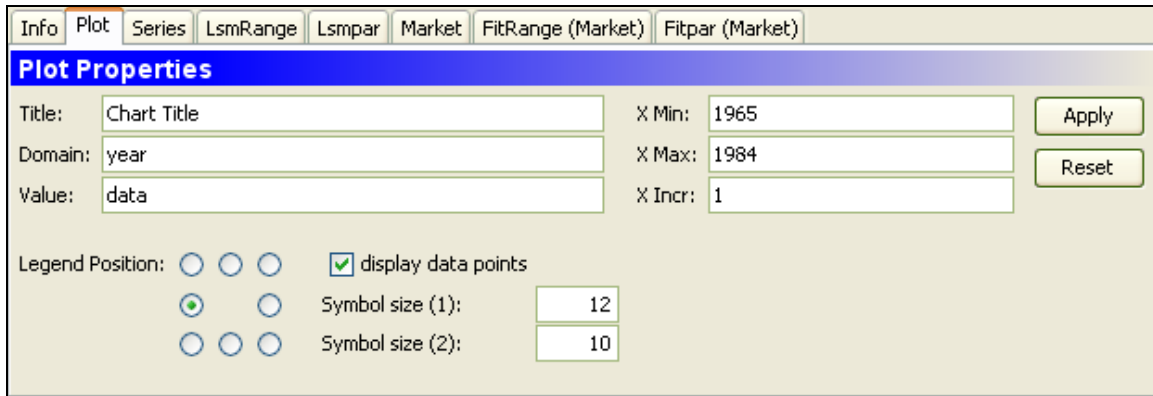 Info Plot Series LsmRange Lsmpar Market FitRange (Market) Fitpar (Market)
Plot Properties
Title: Chart Title X Min: 1965 Apply
Domain: year X Max: 1984 Reset
Value: data X Incr: 1
Legend Position: display data points
Symbol size (1): 12
Symbol size (2): 10